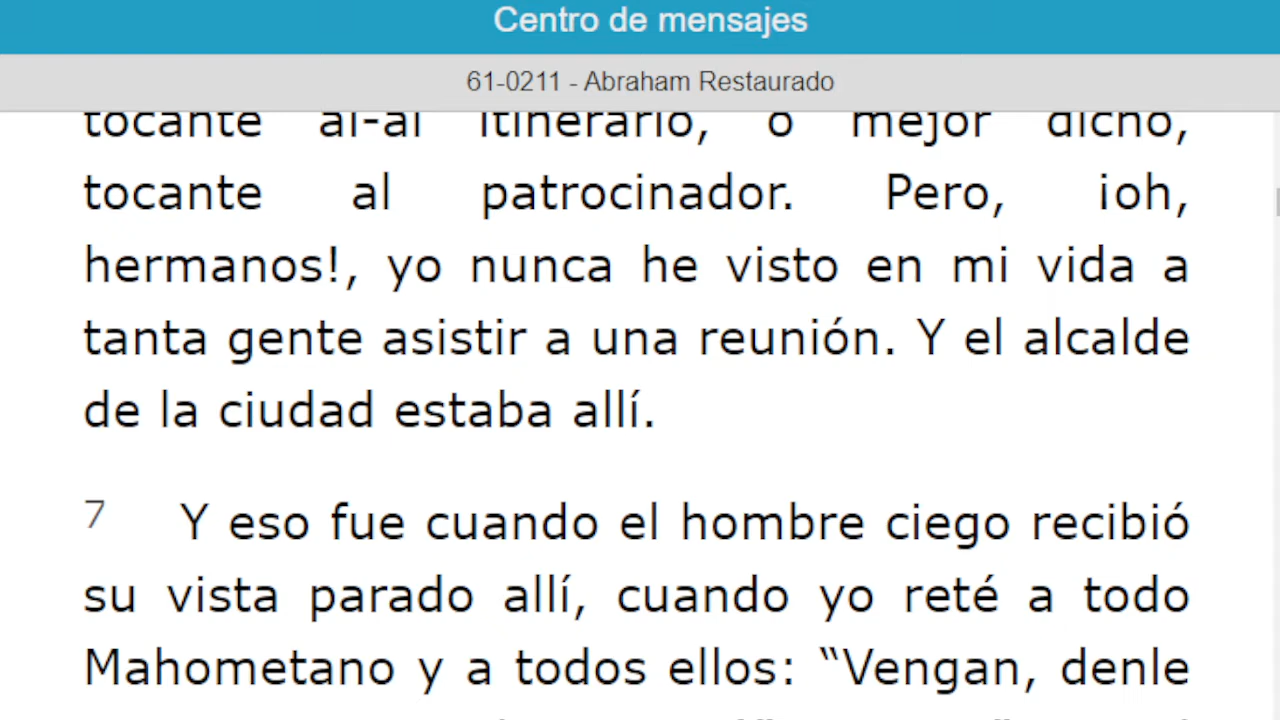 Centro de mensajes
61-0211 - Abraham Restaurado
tocante al-al itinerario, o mejor dicho,
tocante al patrocinador. Pero, ¡oh,
hermanos!, yo nunca he visto en mi vida a
tanta gente asistir a una reunión. Y el alcalde
de la ciudad estaba allí.
7 Y eso fue cuando el hombre ciego recibió
su vista parado allí, cuando yo reté a todo
Mahometano y a todos ellos: “Vengan, denle